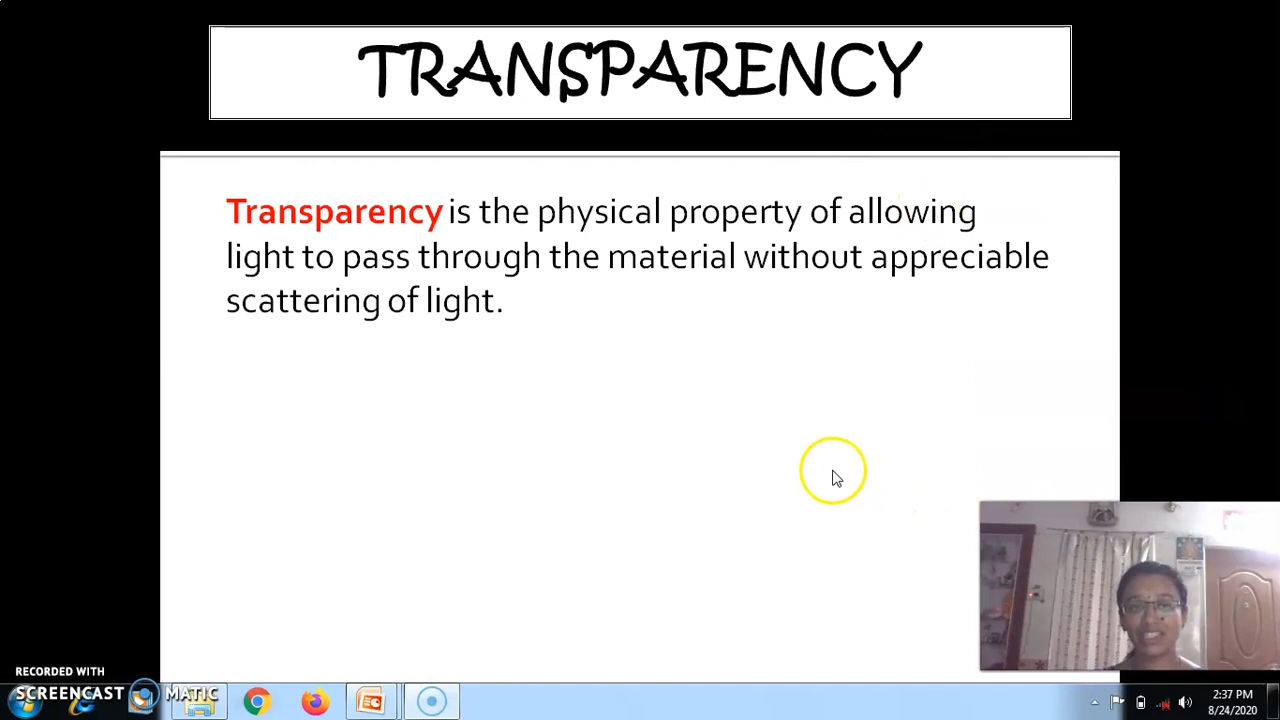 TRANSPARENCY
Transparency is the physical property of allowing
light to pass through the material without appreciable
scattering of light.
RECORDED WITH
SCREENCAST MATIC
2:37 PM
8/24/2020